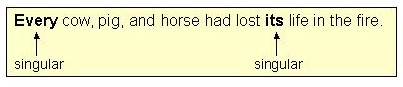 Every cow, pig, and horse had lost its life in the fire.
singular singular